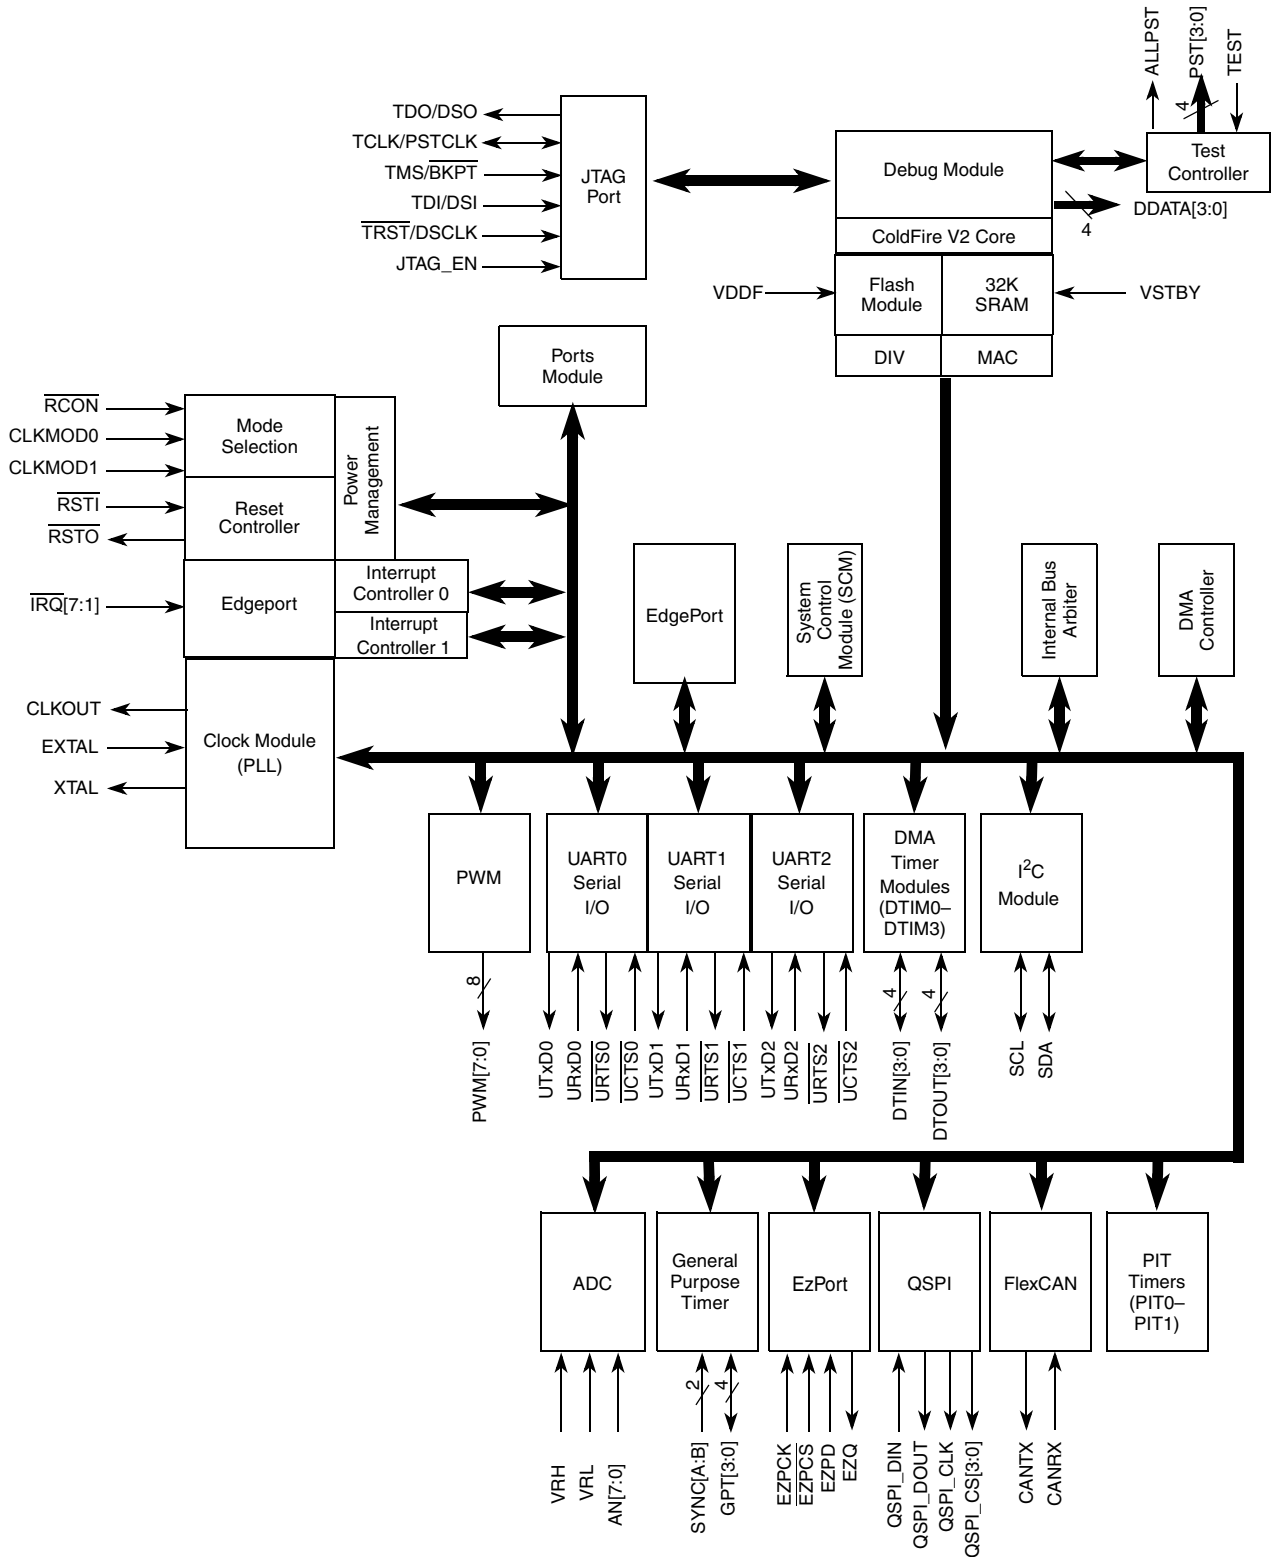 ALLPST
PST[3:0]
TEST
4
TDO/DSO
TCLK/PSTCLK
TMS/BKPT
TDI/DSI
TRST/DSCLK
JTAG_EN
JTAG
Port
Debug Module
Test
Controller
DDATA[3:0]
4
ColdFire V2 Core
VDDF
Flash
Module
32K
SRAM
VSTBY
DIV
MAC
Ports
Module
RCON
CLKMOD0
CLKMOD1
RSTI
RSTO
IRQ[7:1]
Mode
Selection
Reset
Controller
Power
Management
Edgeport
Interrupt
Controller 0
Interrupt
Controller 1
EdgePort
System
Control
Module (SCM)
Internal Bus
Arbiter
DMA
Controller
CLKOUT
EXTAL
XTAL
Clock Module
(PLL)
PWM
UART0
Serial
I/O
UART1
Serial
I/O
UART2
Serial
I/O
DMA
Timer
Modules
(DTIM0–
DTIM3)
I2C
Module
8
4
4
PWM[7:0]
UTxD0
URxD0
URTS0
UCTS0
UTxD1
URxD1
URTS1
UCTS1
UTxD2
URxD2
URTS2
UCTS2
DTIN[3:0]
DTOUT[3:0]
SCL
SDA
ADC
General
Purpose
Timer
EzPort
QSPI
FlexCAN
PIT
Timers
(PIT0–
PIT1)
2
4
VRH
VRL
AN[7:0]
SYNC[A:B]
GPT[3:0]
EZPCK
EZPCS
EZPD
EZQ
QSPI_DIN
QSPI_DOUT
QSPI_CLK
QSPI_CS[3:0]
CANTX
CANRX